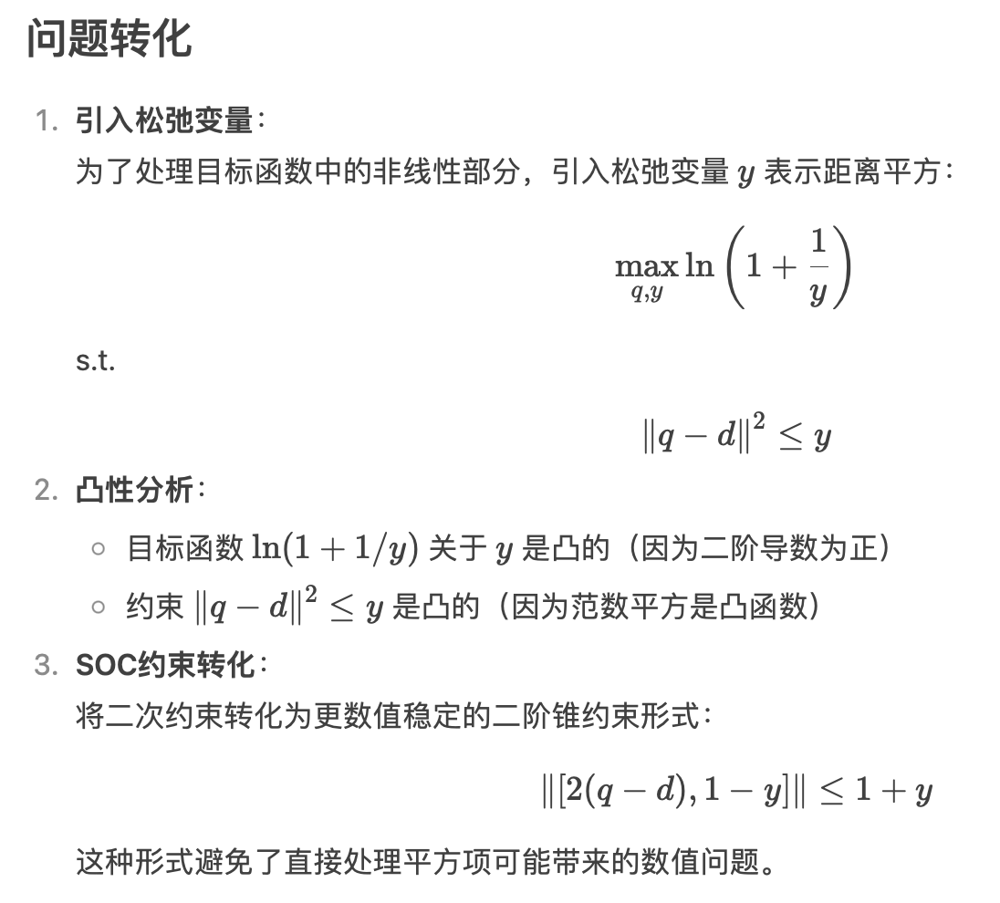 问题转化
1. 引入松弛变量：
为了处理目标函数中的非线性部分，引入松弛变量 y 表示距离平方：
max_{q,y} ln(1 + 1/y)
s.t.
‖q − d‖² ≤ y
2. 凸性分析：
○ 目标函数 ln(1 + 1/y) 关于 y 是凸的（因为二阶导数为正）
○ 约束 ‖q − d‖² ≤ y 是凸的（因为范数平方是凸函数）
3. SOC约束转化：
将二次约束转化为更数值稳定的二阶锥约束形式：
‖[2(q − d), 1 − y]‖ ≤ 1 + y
这种形式避免了直接处理平方项可能带来的数值问题。